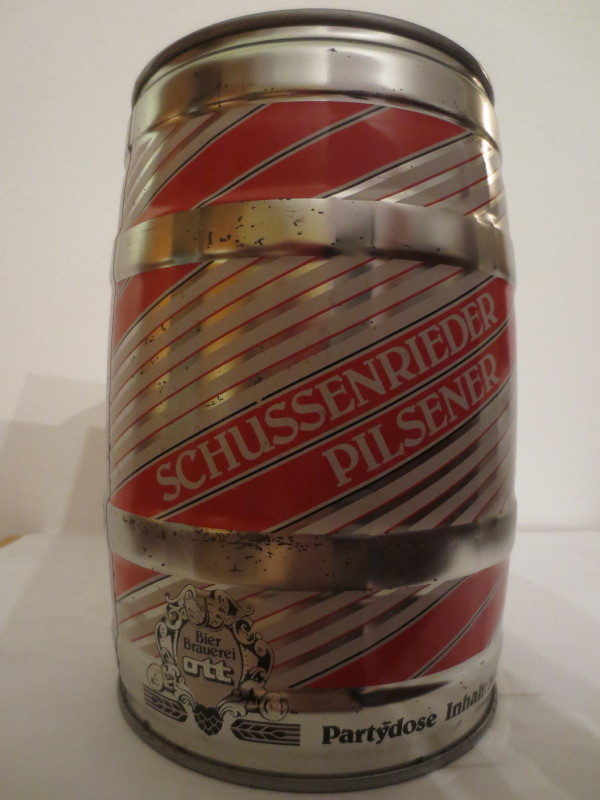 SCHUSSENRIEDER
PILSENER
Bier
Brauerei
ott
Partydose Inhalt